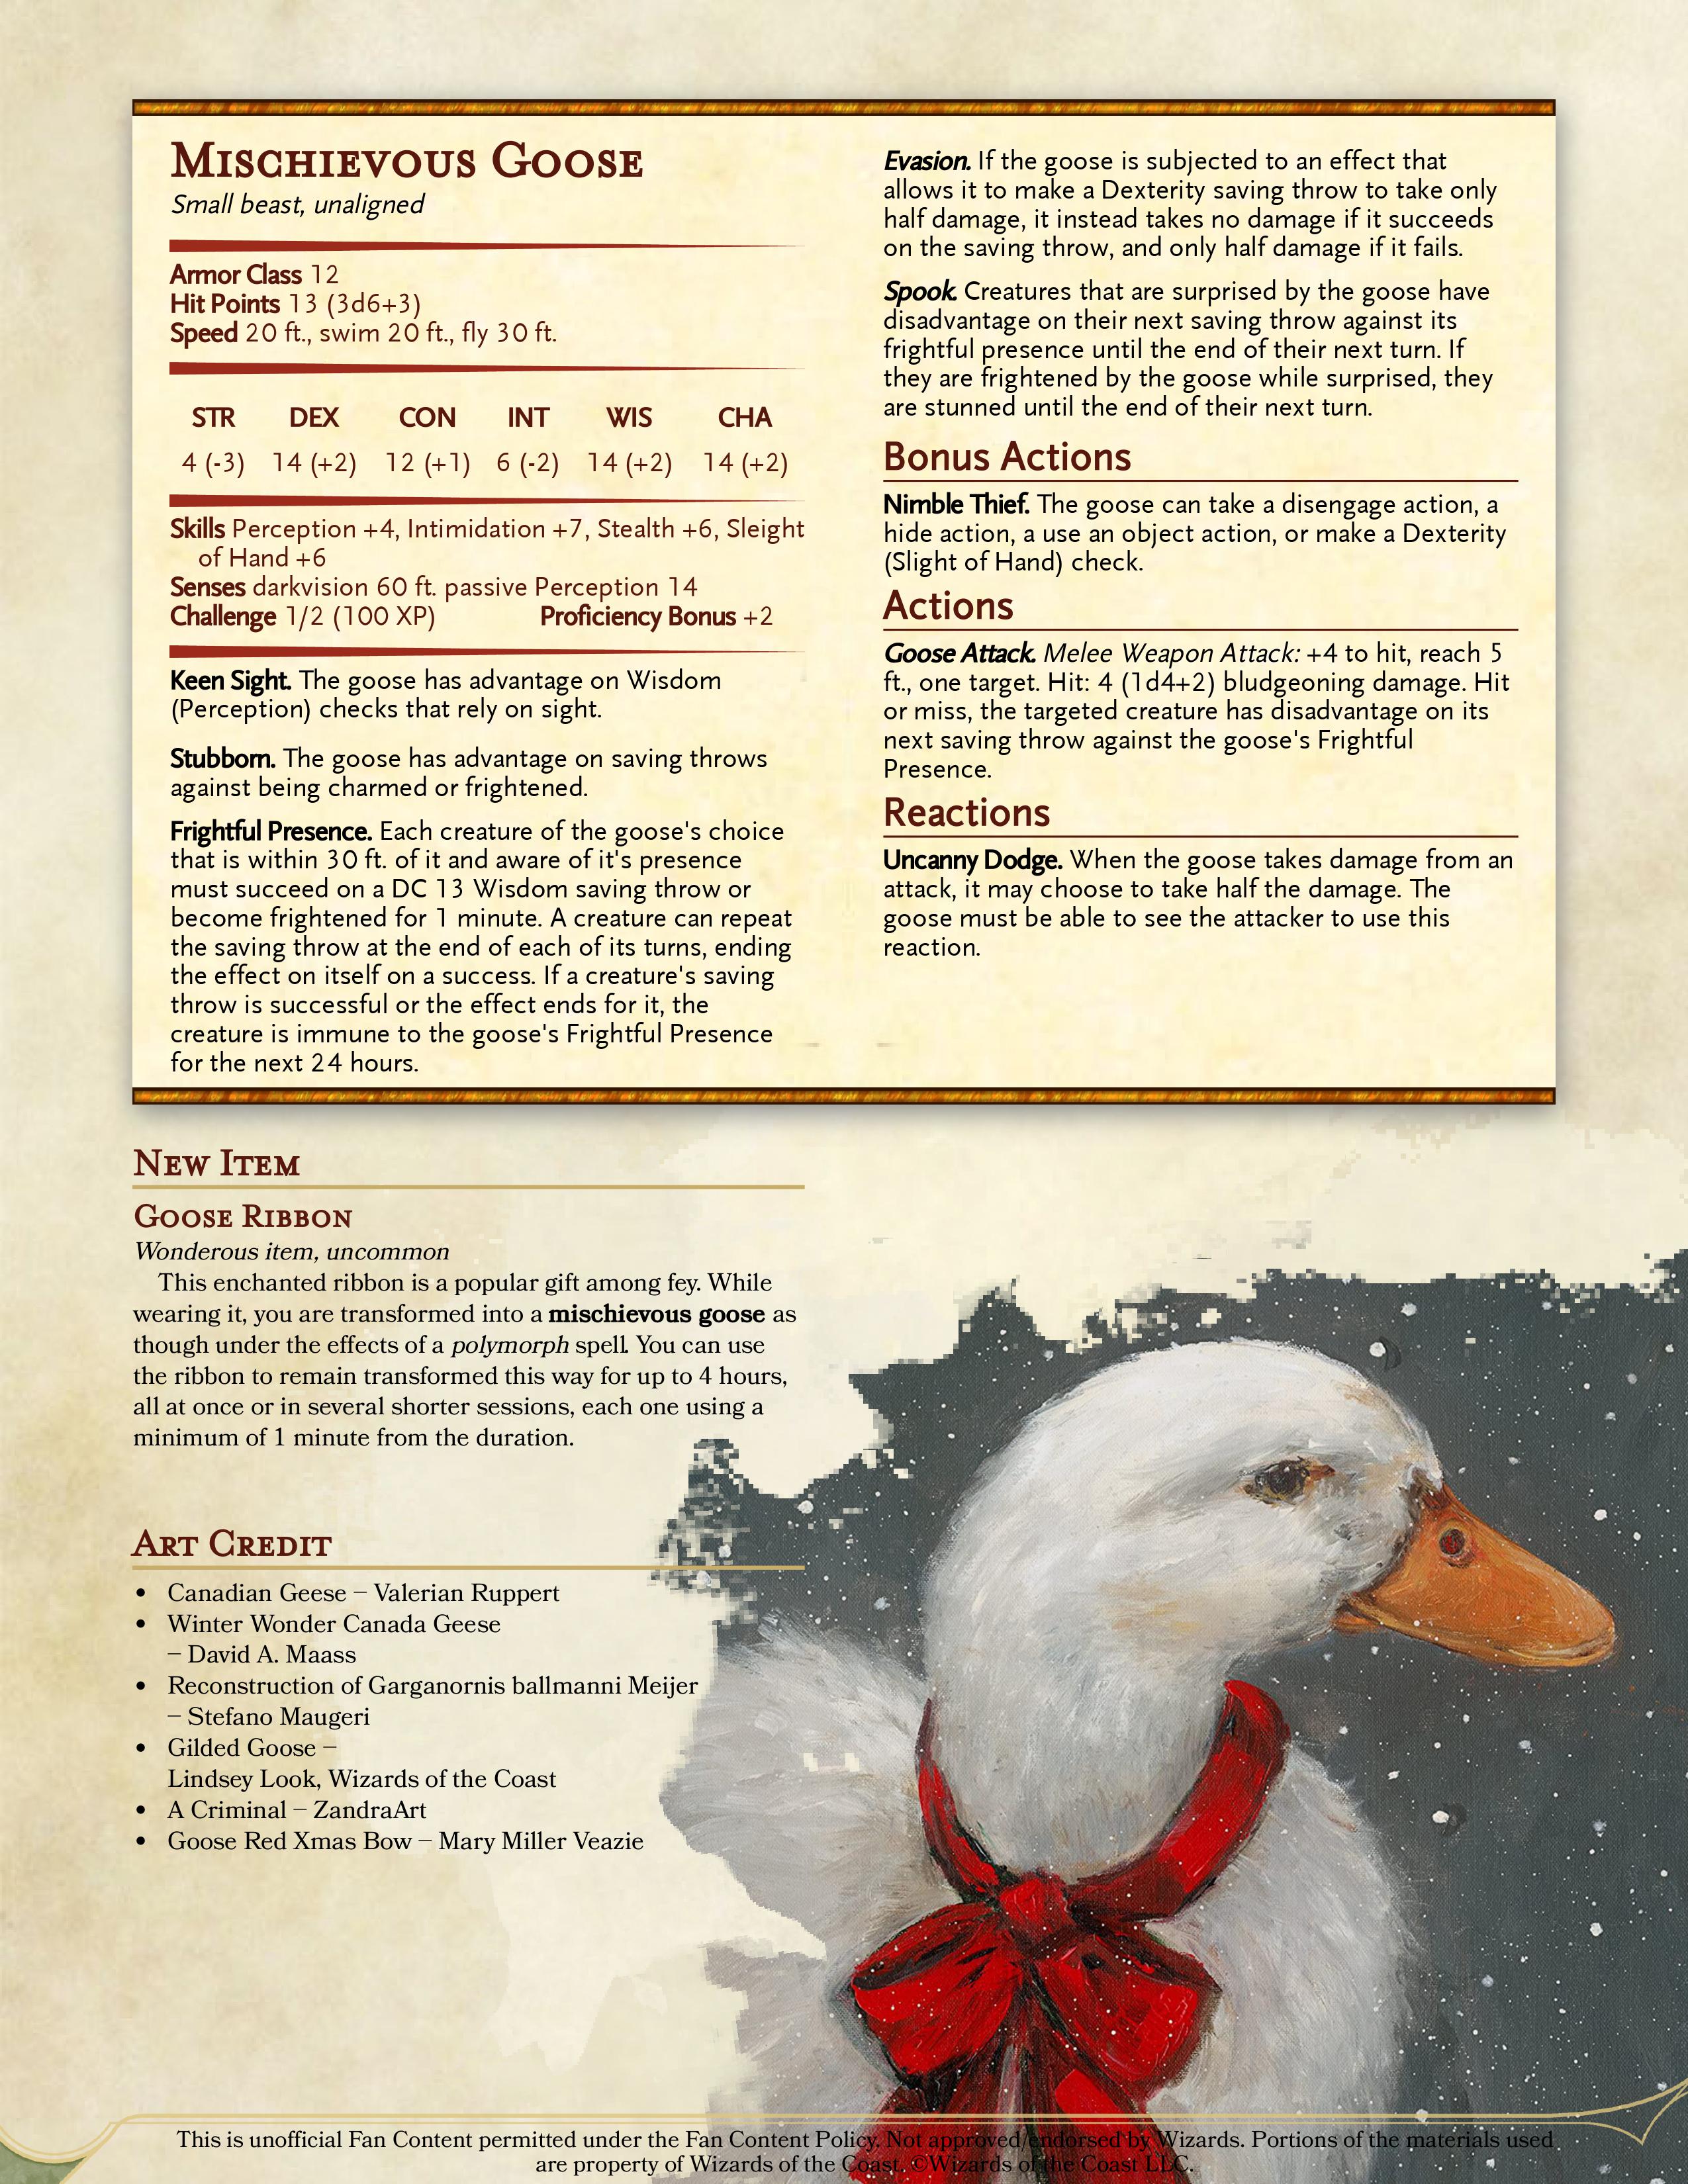 Mischievous Goose
Small beast, unaligned
Armor Class 12
Hit Points 13 (3d6+3)
Speed 20 ft., swim 20 ft., fly 30 ft.
STR DEX CON INT WIS CHA
4 (-3) 14 (+2) 12 (+1) 6 (-2) 14 (+2) 14 (+2)
Skills Perception +4, Intimidation +7, Stealth +6, Sleight
of Hand +6
Senses darkvision 60 ft. passive Perception 14
Challenge 1/2 (100 XP) Proficiency Bonus +2
Keen Sight. The goose has advantage on Wisdom
(Perception) checks that rely on sight.
Stubborn. The goose has advantage on saving throws
against being charmed or frightened.
Frightful Presence. Each creature of the goose's choice
that is within 30 ft. of it and aware of it's presence
must succeed on a DC 13 Wisdom saving throw or
become frightened for 1 minute. A creature can repeat
the saving throw at the end of each of its turns, ending
the effect on itself on a success. If a creature's saving
throw is successful or the effect ends for it, the
creature is immune to the goose's Frightful Presence
for the next 24 hours.
Evasion. If the goose is subjected to an effect that
allows it to make a Dexterity saving throw to take only
half damage, it instead takes no damage if it succeeds
on the saving throw, and only half damage if it fails.
Spook. Creatures that are surprised by the goose have
disadvantage on their next saving throw against its
frightful presence until the end of their next turn. If
they are frightened by the goose while surprised, they
are stunned until the end of their next turn.
Bonus Actions
Nimble Thief. The goose can take a disengage action, a
hide action, a use an object action, or make a Dexterity
(Slight of Hand) check.
Actions
Goose Attack. Melee Weapon Attack: +4 to hit, reach 5
ft., one target. Hit: 4 (1d4+2) bludgeoning damage. Hit
or miss, the targeted creature has disadvantage on its
next saving throw against the goose's Frightful
Presence.
Reactions
Uncanny Dodge. When the goose takes damage from an
attack, it may choose to take half the damage. The
goose must be able to see the attacker to use this
reaction.
New Item
Goose Ribbon
Wonderous item, uncommon
This enchanted ribbon is a popular gift among fey. While
wearing it, you are transformed into a mischievous goose as
though under the effects of a polymorph spell. You can use
the ribbon to remain transformed this way for up to 4 hours,
all at once or in several shorter sessions, each one using a
minimum of 1 minute from the duration.
Art Credit
• Canadian Geese – Valerian Ruppert
• Winter Wonder Canada Geese
– David A. Maass
• Reconstruction of Garganornis ballmanni Meijer
– Stefano Maugeri
• Gilded Goose –
Lindsey Look, Wizards of the Coast
• A Criminal – ZandraArt
• Goose Red Xmas Bow – Mary Miller Veazie
This is unofficial Fan Content permitted under the Fan Content Policy. Not approved/endorsed by Wizards. Portions of the materials used
are property of Wizards of the Coast. ©Wizards of the Coast LLC.